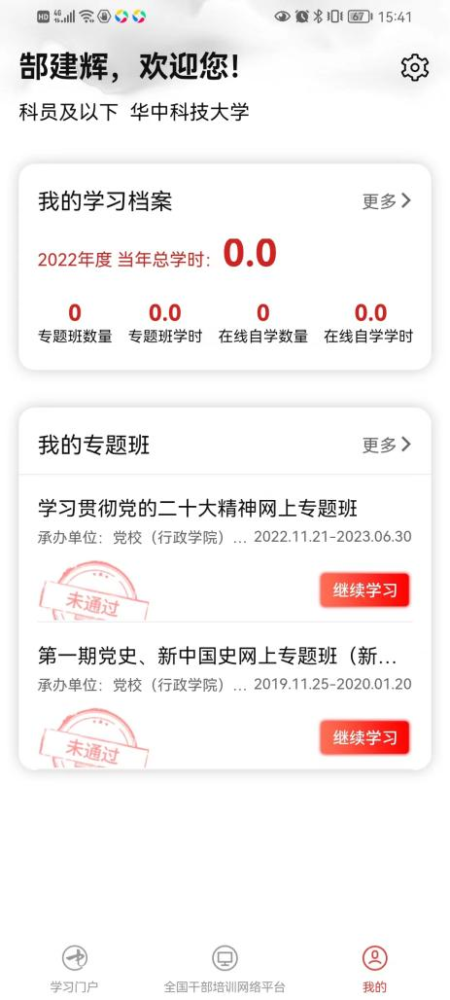 HD 4G 67 15:41
郜建辉，欢迎您!
科员及以下 华中科技大学
我的学习档案 更多
2022年度 当年总学时: 0.0
0 0.0 0 0.0
专题班数量 专题班学时 在线自学数量 在线自学学时
我的专题班 更多
学习贯彻党的二十大精神网上专题班
承办单位：党校（行政学院）... 2022.11.21-2023.06.30
未通过 继续学习
第一期党史、新中国史网上专题班（新...
承办单位：党校（行政学院）... 2019.11.25-2020.01.20
未通过 继续学习
学习门户 全国干部培训网络平台 我的